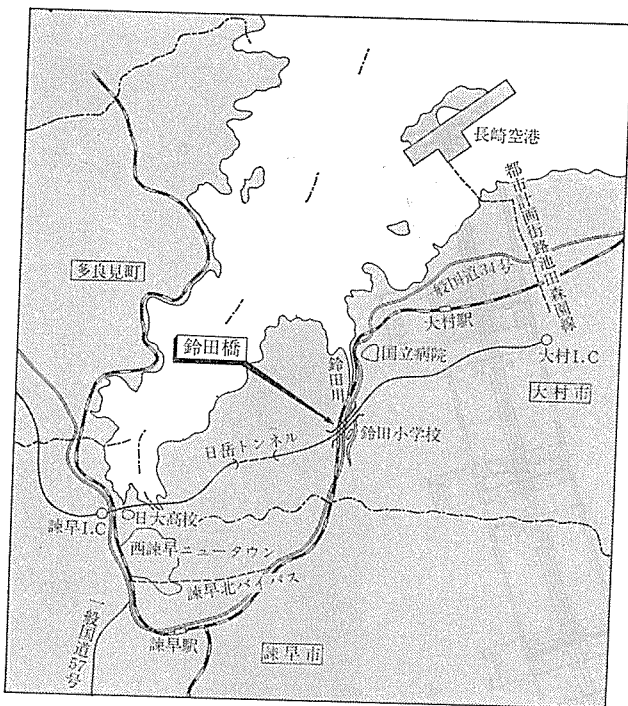 長崎空港
都市計画街路池田森園線
多良見町
一般国道34号
大村駅
鈴田橋
鈴田川
国立病院
大村I.C
大村市
日岳トンネル
鈴田小学校
諫早I.C
日大高校
西諫早ニュータウン
諫早北バイパス
一般国道57号
諫早駅
諫早市